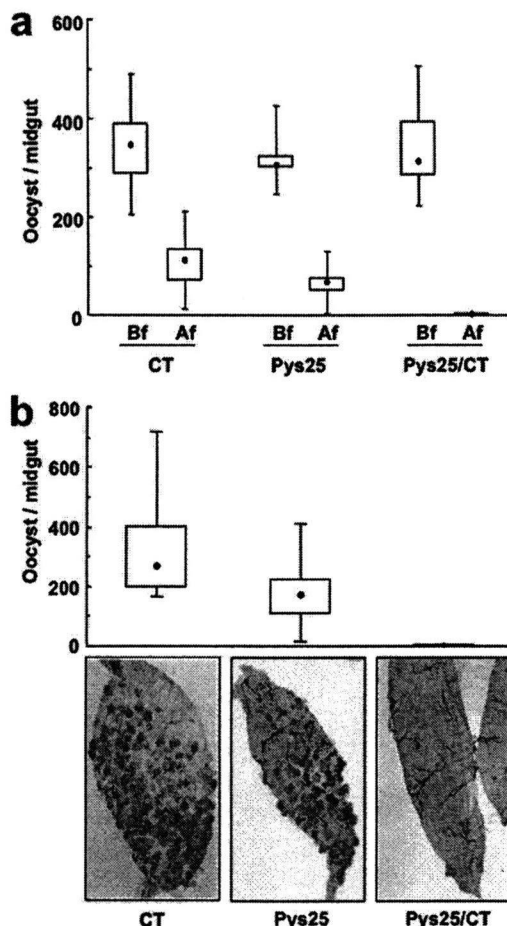 a
Oocyst / midgut
600
400
200
0
Bf Af Bf Af Bf Af
CT Pys25 Pys25/CT
b
Oocyst / midgut
800
600
400
200
0
CT Pys25 Pys25/CT